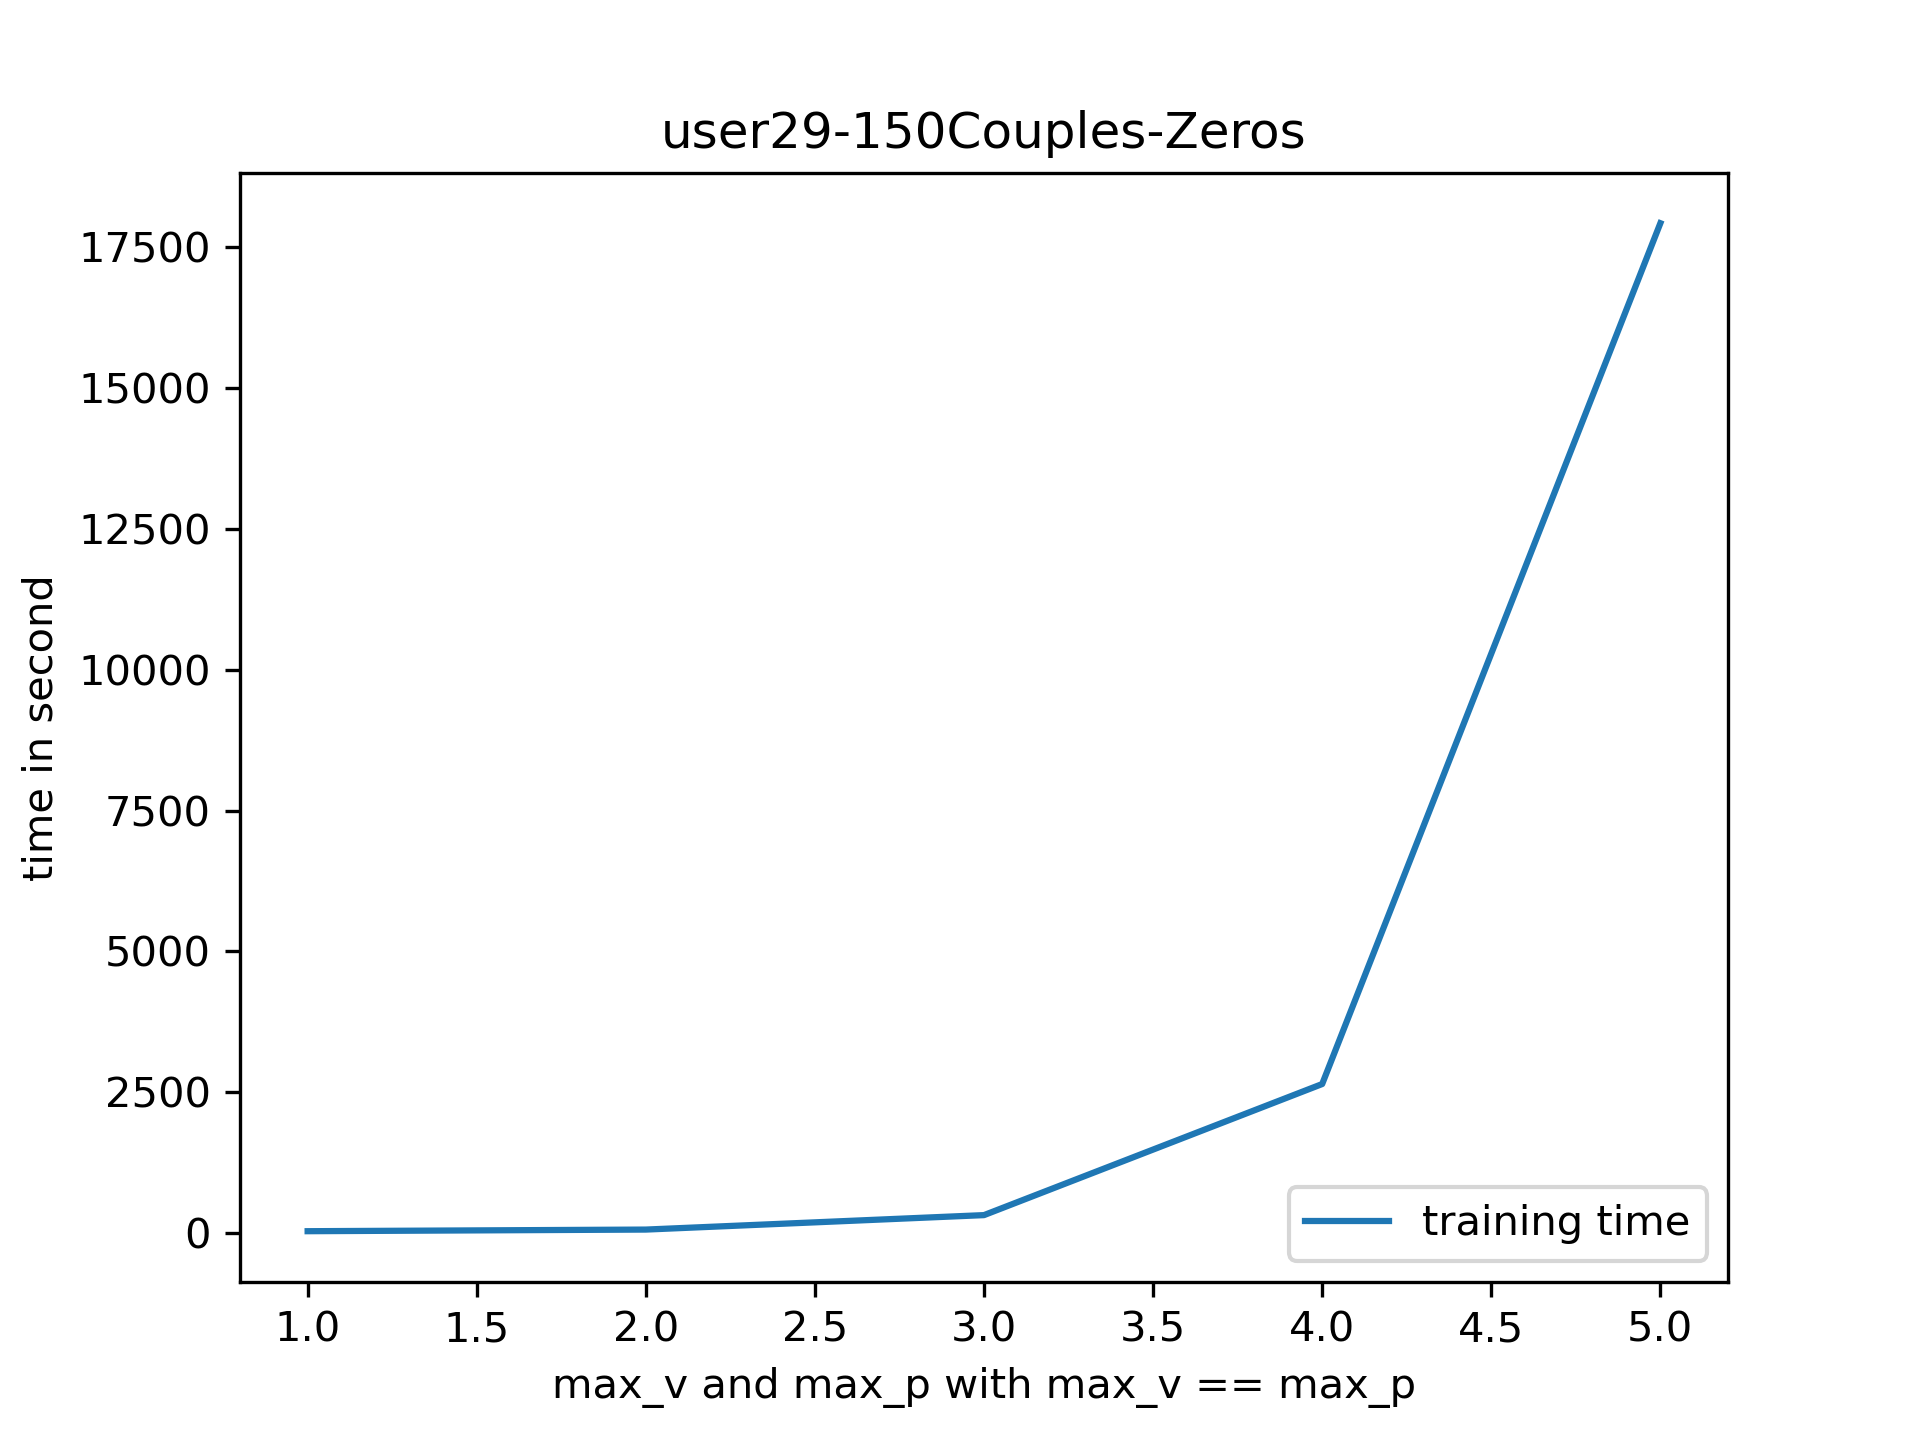 user29-150Couples-Zeros
17500
15000
12500
10000
7500
5000
2500
0
time in second
training time
1.0 1.5 2.0 2.5 3.0 3.5 4.0 4.5 5.0
max_v and max_p with max_v == max_p